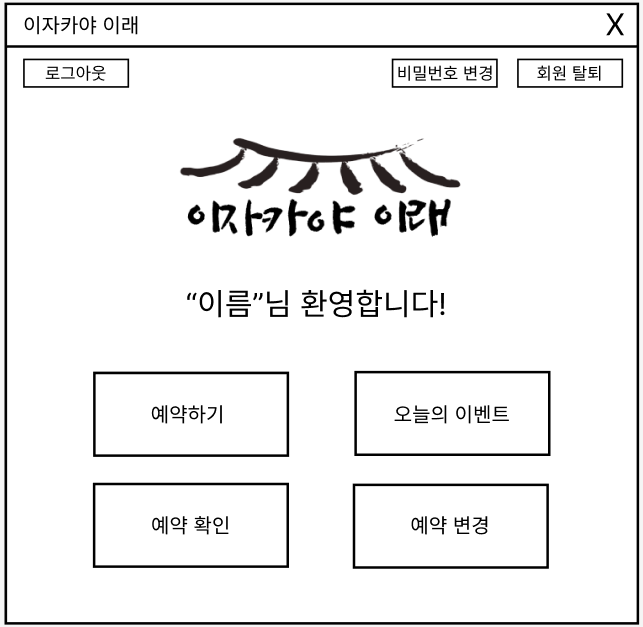 이자카야 이래 X
로그아웃 비밀번호 변경 회원 탈퇴
이자카야 이래
“이름”님 환영합니다!
예약하기 오늘의 이벤트
예약 확인 예약 변경